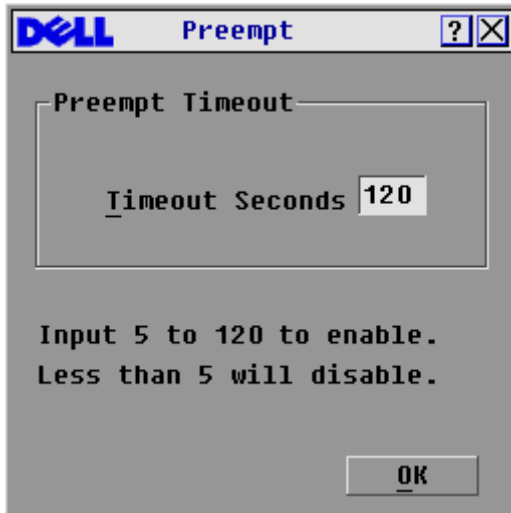 DELL Preempt ? X
Preempt Timeout
Timeout Seconds 120
Input 5 to 120 to enable.
Less than 5 will disable.
OK